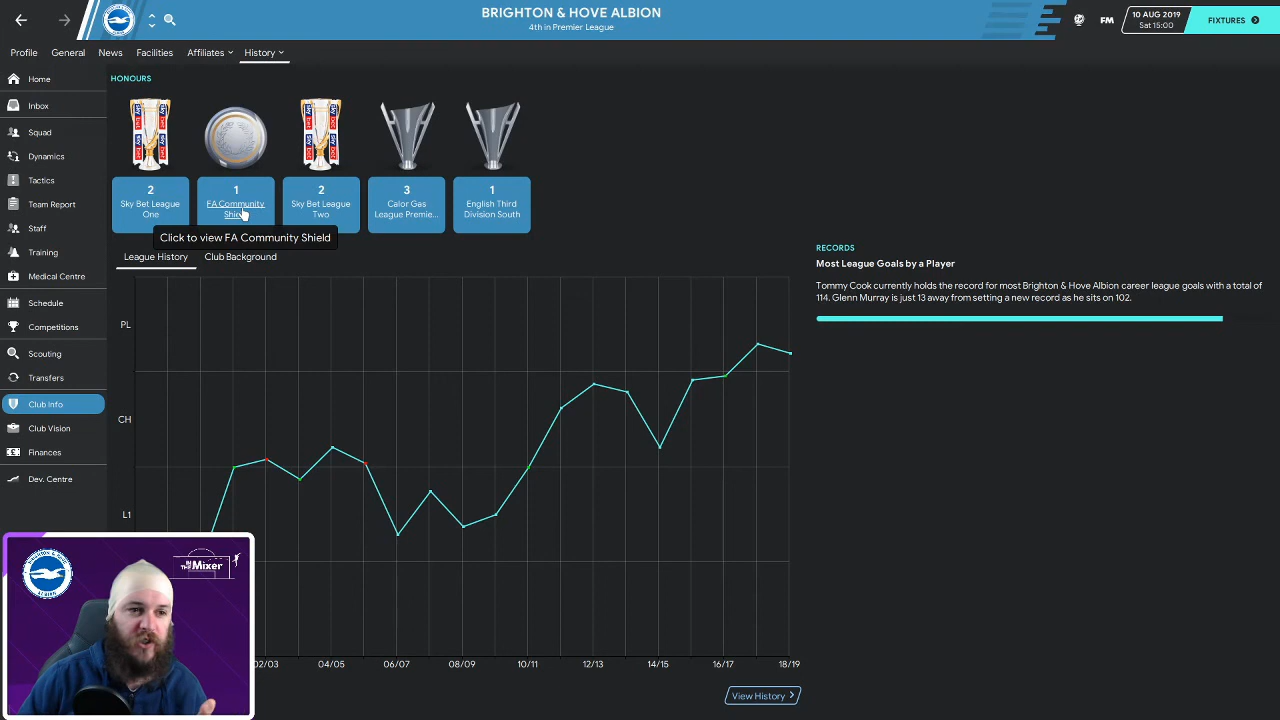 BRIGHTON & HOVE ALBION
4th in Premier League
FM
10 AUG 2019
Sat 15:00
FIXTURES
Profile
General
News
Facilities
Affiliates
History
Home
Inbox
Squad
Dynamics
Tactics
Team Report
Staff
Training
Medical Centre
Schedule
Competitions
Scouting
Transfers
Club Info
Club Vision
Finances
Dev. Centre
HONOURS
2
Sky Bet League
One
1
FA Community
Shield
2
Sky Bet League
Two
3
Calor Gas
League Premie...
1
English Third
Division South
Click to view FA Community Shield
League History
Club Background
PL
CH
L1
02/03
04/05
06/07
08/09
10/11
12/13
14/15
16/17
18/19
View History
RECORDS
Most League Goals by a Player
Tommy Cook currently holds the record for most Brighton & Hove Albion career league goals with a total of
114. Glenn Murray is just 13 away from setting a new record as he sits on 102.
BRIGHTON & HOVE
ALBION
IN THE Mixer